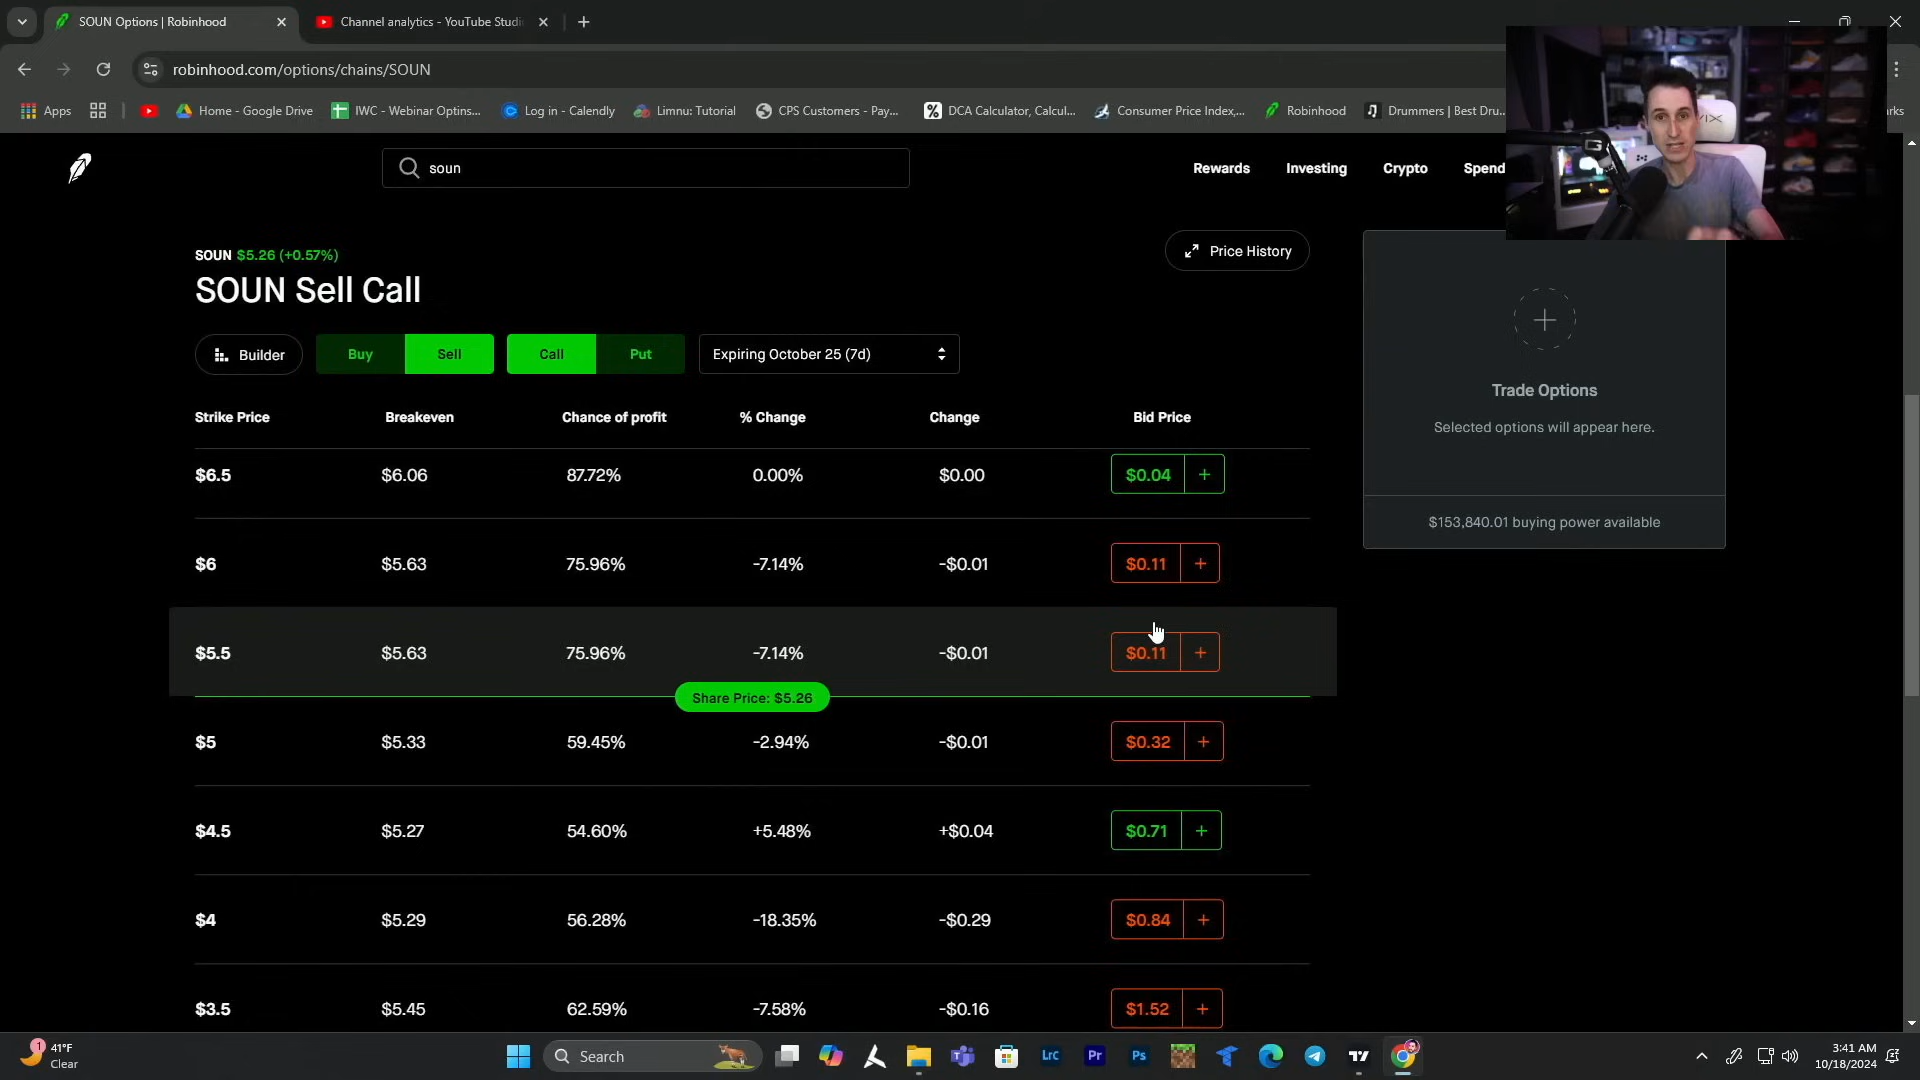 SOUN Options | Robinhood
Channel analytics - YouTube Studi
robinhood.com/options/chains/SOUN
Apps
Home - Google Drive
IWC - Webinar Optins...
Log in - Calendly
Limnu: Tutorial
CPS Customers - Pay...
DCA Calculator, Calcul...
Consumer Price Index,...
Robinhood
Drummers | Best Dru...
rks
soun
Rewards
Investing
Crypto
Spend
SOUN $5.26 (+0.57%)
Price History
SOUN Sell Call
Builder
Buy
Sell
Call
Put
Expiring October 25 (7d)
Strike Price Breakeven Chance of profit % Change Change Bid Price
$6.5 $6.06 87.72% 0.00% $0.00 $0.04 +
$6 $5.63 75.96% -7.14% -$0.01 $0.11 +
$5.5 $5.63 75.96% -7.14% -$0.01 $0.11 +
Share Price: $5.26
$5 $5.33 59.45% -2.94% -$0.01 $0.32 +
$4.5 $5.27 54.60% +5.48% +$0.04 $0.71 +
$4 $5.29 56.28% -18.35% -$0.29 $0.84 +
$3.5 $5.45 62.59% -7.58% -$0.16 $1.52 +
Trade Options
Selected options will appear here.
$153,840.01 buying power available
1
41°F
Clear
Search
LrC
Pr
Ps
3:41 AM
10/18/2024